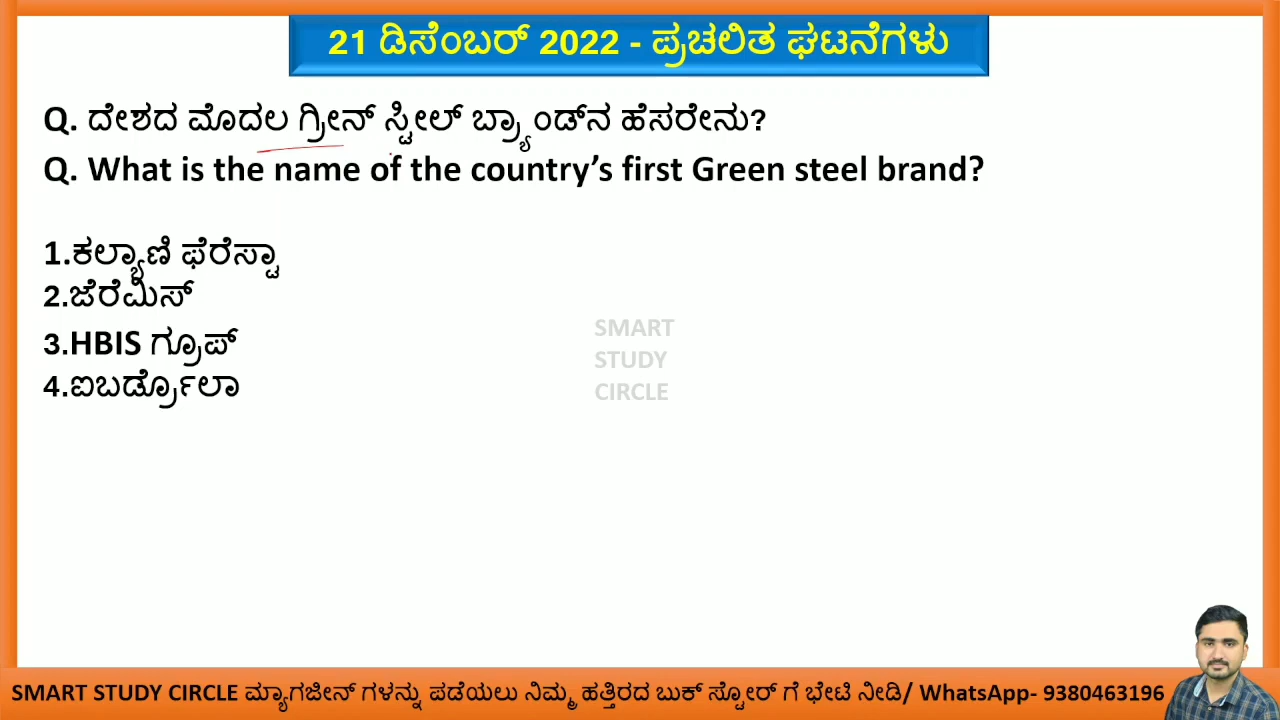 21 ಡಿಸೆಂಬರ್ 2022 - ಪ್ರಚಲಿತ ಘಟನೆಗಳು
Q. ದೇಶದ ಮೊದಲ ಗ್ರೀನ್ ಸ್ಟೀಲ್ ಬ್ರ್ಯಾಂಡ್‌ನ ಹೆಸರೇನು?
Q. What is the name of the country’s first Green steel brand?
1.ಕಲ್ಯಾಣಿ ಫೆರೆಸ್ಟಾ
2.ಜೆರೆಮಿಸ್
3.HBIS ಗ್ರೂಪ್
4.ಐಬರ್ಡ್ರೊಲಾ
SMART
STUDY
CIRCLE
SMART STUDY CIRCLE ಮ್ಯಾಗಜೀನ್ ಗಳನ್ನು ಪಡೆಯಲು ನಿಮ್ಮ ಹತ್ತಿರದ ಬುಕ್ ಸ್ಟೋರ್ ಗೆ ಭೇಟಿ ನೀಡಿ/ WhatsApp- 9380463196